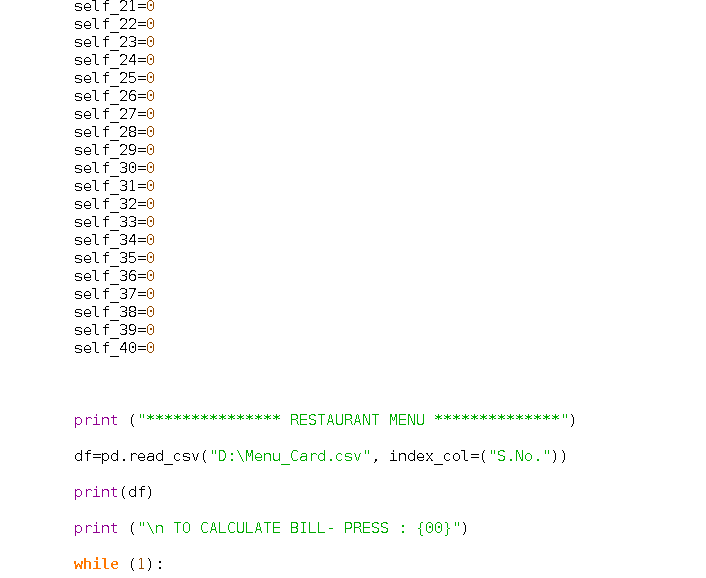 self_21=0
self_22=0
self_23=0
self_24=0
self_25=0
self_26=0
self_27=0
self_28=0
self_29=0
self_30=0
self_31=0
self_32=0
self_33=0
self_34=0
self_35=0
self_36=0
self_37=0
self_38=0
self_39=0
self_40=0
print ("*************** RESTAURANT MENU **************")
df=pd.read_csv("D:\Menu_Card.csv", index_col=("S.No."))
print(df)
print ("\n TO CALCULATE BILL- PRESS : {00}")
while (1):